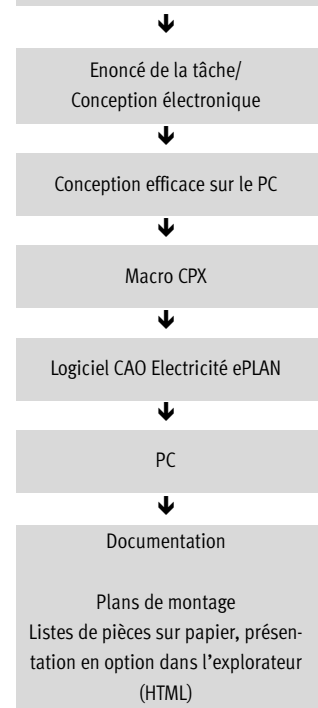 Enoncé de la tâche/
Conception électronique
Conception efficace sur le PC
Macro CPX
Logiciel CAO Electricité ePLAN
PC
Documentation
Plans de montage
Listes de pièces sur papier, présen-
tation en option dans l’explorateur
(HTML)